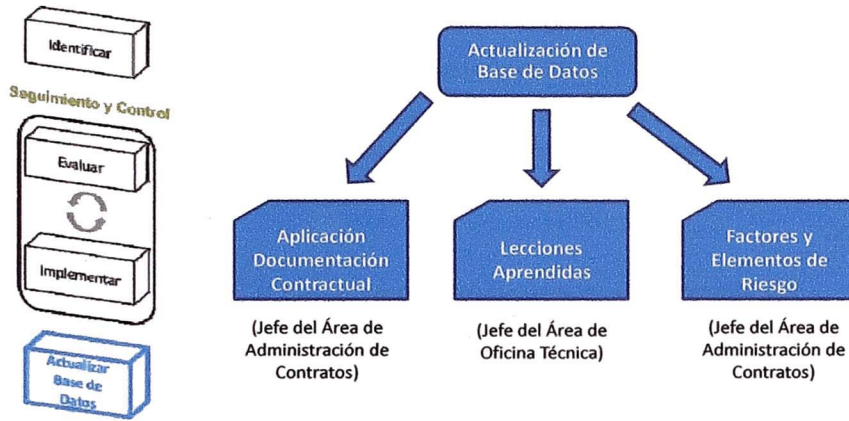 Identificar
Seguimiento y Control
Evaluar
Implementar
Actualizar
Base de
Datos
Actualización de
Base de Datos
Aplicación
Documentación
Contractual
(Jefe del Área de
Administración de
Contratos)
Lecciones
Aprendidas
(Jefe del Área de
Oficina Técnica)
Factores y
Elementos de
Riesgo
(Jefe del Área de
Administración de
Contratos)